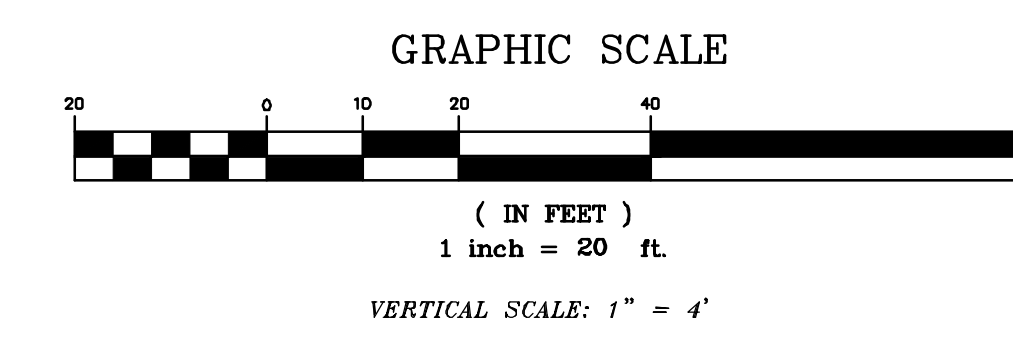 GRAPHIC SCALE
20 0 10 20 40
( IN FEET )
1 inch = 20 ft.
VERTICAL SCALE: 1" = 4'